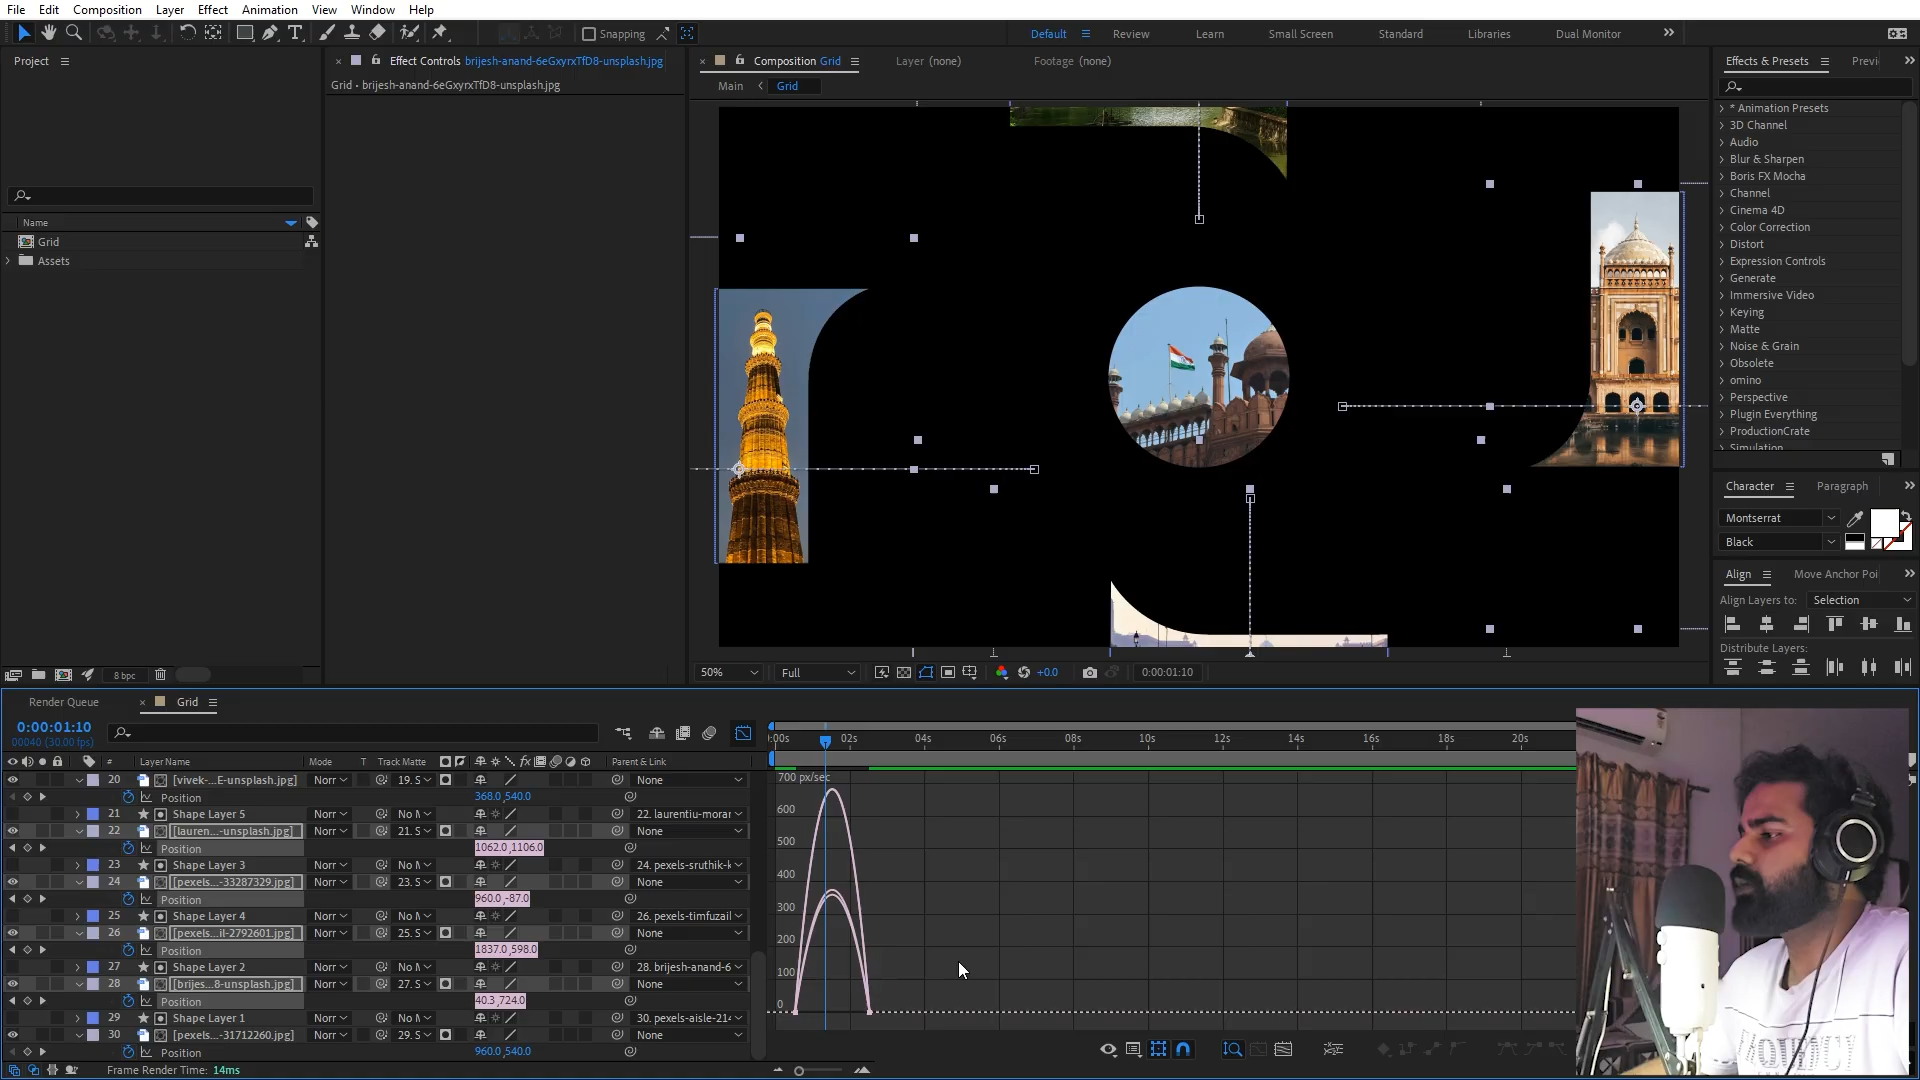 File Edit Composition Layer Effect Animation View Window Help
Snapping
Default Review Learn Small Screen Standard Libraries Dual Monitor
Project
Effect Controls brijesh-anand-6eGxyrxTfD8-unsplash.jpg
Grid • brijesh-anand-6eGxyrxTfD8-unsplash.jpg
Composition Grid
Layer (none)
Footage (none)
Main Grid
Effects & Presets Previ
* Animation Presets
3D Channel
Audio
Blur & Sharpen
Boris FX Mocha
Channel
Cinema 4D
Color Correction
Distort
Expression Controls
Generate
Immersive Video
Keying
Matte
Noise & Grain
Obsolete
omino
Perspective
Plugin Everything
ProductionCrate
Simulation
Name
Grid
Assets
8 bpc
50% Full +0.0 0:00:01:10
Character Paragraph
Montserrat
Black
Align Move Anchor Poi
Align Layers to: Selection
Distribute Layers:
Render Queue Grid
0:00:01:10
00040 (30.00 fps)
# Layer Name Mode T Track Matte fx Parent & Link
20 [vivek-...E-unsplash.jpg] Norr 19. S None
Position 368.0,540.0
21 Shape Layer 5 Norr No M 22. laurentiu-morar
22 [lauren...-unsplash.jpg] Norr 21. S None
Position 1062.0,1106.0
23 Shape Layer 3 Norr No M 24. pexels-sruthik-k
24 [pexels...-33287329.jpg] Norr 23. S None
Position 960.0,-87.0
25 Shape Layer 4 Norr No M 26. pexels-timfuzail
26 [pexels...il-2792601.jpg] Norr 25. S None
Position 1837.0,598.0
27 Shape Layer 2 Norr No M 28. brijesh-anand-6
28 [brijes...8-unsplash.jpg] Norr 27. S None
Position 40.3,724.0
29 Shape Layer 1 Norr No M 30. pexels-aisle-214
30 [pexels...-31712260.jpg] Norr 29. S None
Position 960.0,540.0
Frame Render Time: 14ms
:00s 02s 04s 06s 08s 10s 12s 14s 16s 18s 20s
700 px/sec
600
500
400
300
200
100
0